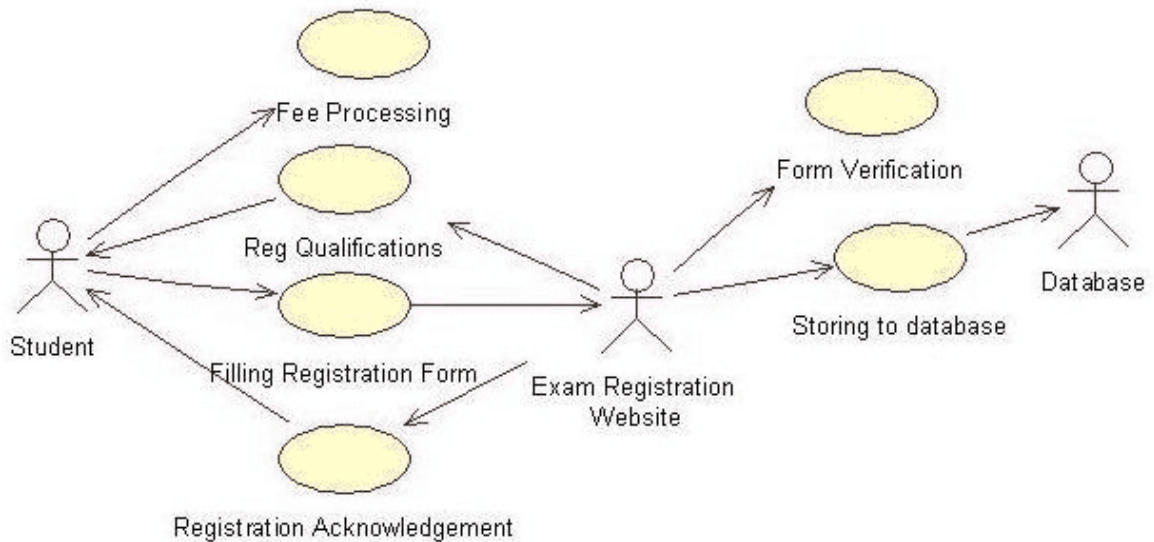 Fee Processing
Form Verification
Reg Qualifications
Database
Student
Storing to database
Filling Registration Form
Exam Registration
Website
Registration Acknowledgement